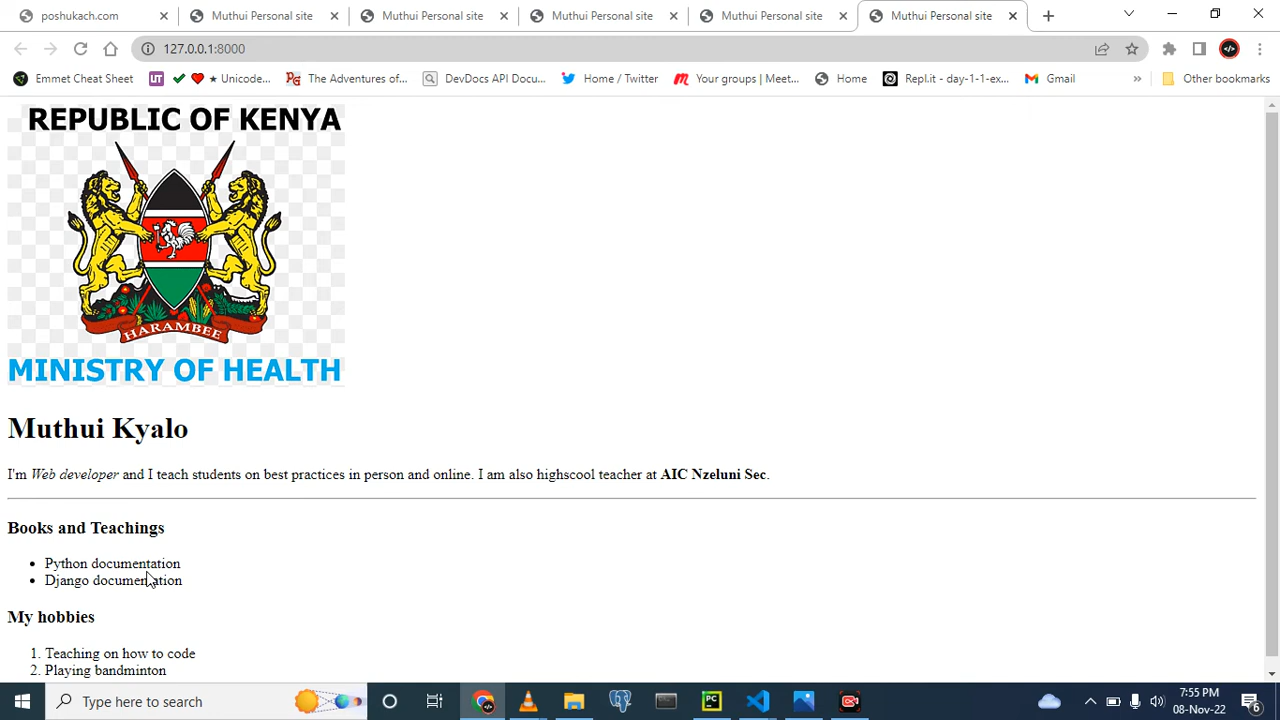 poshukach.com
Muthui Personal site
Muthui Personal site
Muthui Personal site
Muthui Personal site
Muthui Personal site
127.0.0.1:8000
Emmet Cheat Sheet
UT ✔ ❤ ★ Unicode...
PG The Adventures of...
DevDocs API Docu...
Home / Twitter
Your groups | Meet...
Home
Repl.it - day-1-1-ex...
Gmail
»
Other bookmarks
REPUBLIC OF KENYA
HARAMBEE
MINISTRY OF HEALTH
Muthui Kyalo
I'm Web developer and I teach students on best practices in person and online. I am also highscool teacher at AIC Nzeluni Sec.
Books and Teachings
• Python documentation
• Django documentation
My hobbies
1. Teaching on how to code
2. Playing bandminton
Type here to search
PC
7:55 PM
08-Nov-22
6